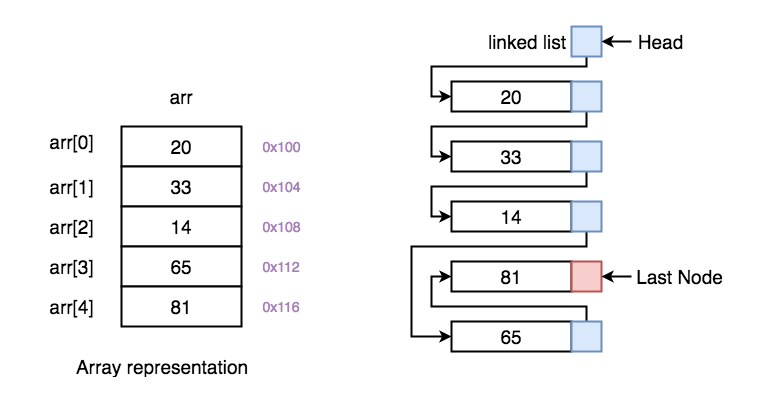 arr
arr[0] 20 0x100
arr[1] 33 0x104
arr[2] 14 0x108
arr[3] 65 0x112
arr[4] 81 0x116
Array representation
linked list Head
20
33
14
81 Last Node
65